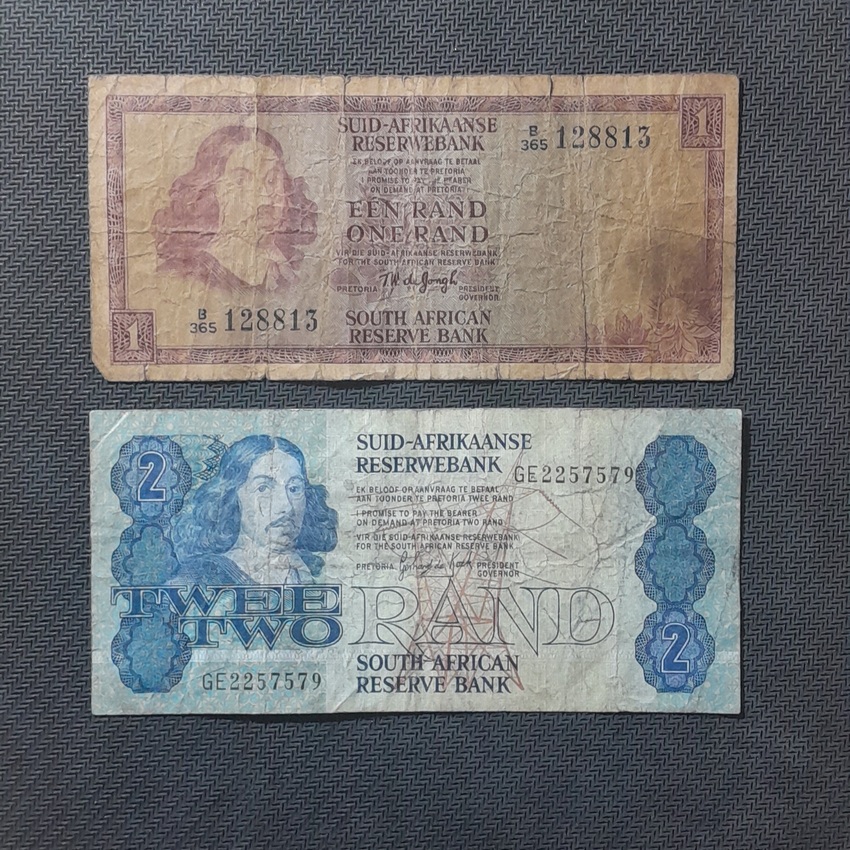 SUID-AFRIKAANSE
RESERWEBANK
B/365 128813
1
EK BELOOF OP AANVRAAG TE BETAAL
AAN TOONDER TE PRETORIA
I PROMISE TO PAY THE BEARER
ON DEMAND AT PRETORIA
EEN RAND
ONE RAND
VIR DIE SUID-AFRIKAANSE RESERWEBANK
FOR THE SOUTH AFRICAN RESERVE BANK
T W de Jongh
PRETORIA
PRESIDENT
GOVERNOR
B/365 128813
1
SOUTH AFRICAN
RESERVE BANK
2
SUID-AFRIKAANSE
RESERWEBANK
GE2257579
EK BELOOF OP AANVRAAG TE BETAAL
AAN TOONDER TE PRETORIA TWEE RAND
I PROMISE TO PAY THE BEARER
ON DEMAND AT PRETORIA TWO RAND
VIR DIE SUID-AFRIKAANSE RESERWEBANK
FOR THE SOUTH AFRICAN RESERVE BANK
PRETORIA
PRESIDENT
GOVERNOR
TWEE
TWO
RAND
2
GE2257579
SOUTH AFRICAN
RESERVE BANK